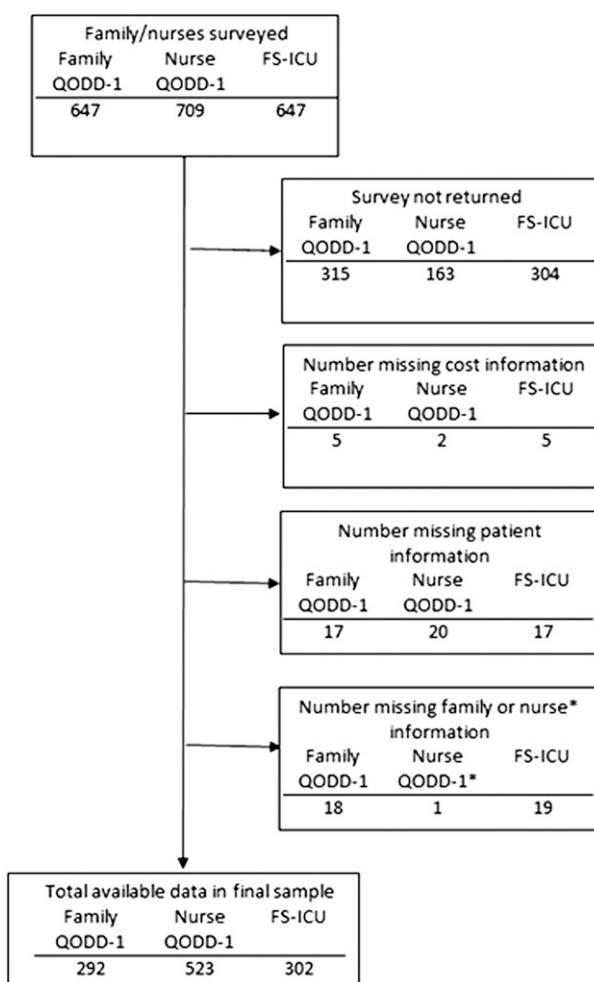 Family/nurses surveyed
Family Nurse FS-ICU
QODD-1 QODD-1
647 709 647
Survey not returned
Family Nurse FS-ICU
QODD-1 QODD-1
315 163 304
Number missing cost information
Family Nurse FS-ICU
QODD-1 QODD-1
5 2 5
Number missing patient
information
Family Nurse FS-ICU
QODD-1 QODD-1
17 20 17
Number missing family or nurse*
information
Family Nurse FS-ICU
QODD-1 QODD-1*
18 1 19
Total available data in final sample
Family Nurse FS-ICU
QODD-1 QODD-1
292 523 302